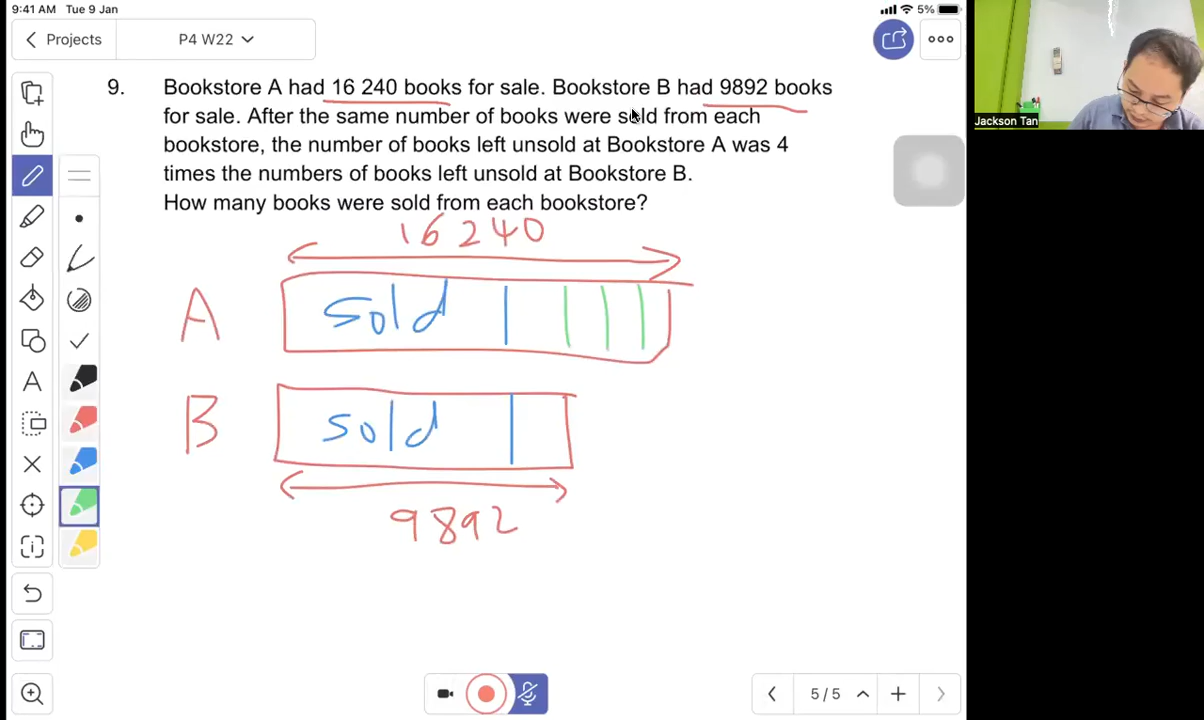 9:41 AM Tue 9 Jan
5%
Projects
P4 W22
9. Bookstore A had 16 240 books for sale. Bookstore B had 9892 books
for sale. After the same number of books were sold from each
bookstore, the number of books left unsold at Bookstore A was 4
times the numbers of books left unsold at Bookstore B.
How many books were sold from each bookstore?
16 240
A
sold
B
sold
9892
A
5 / 5
Jackson Tan